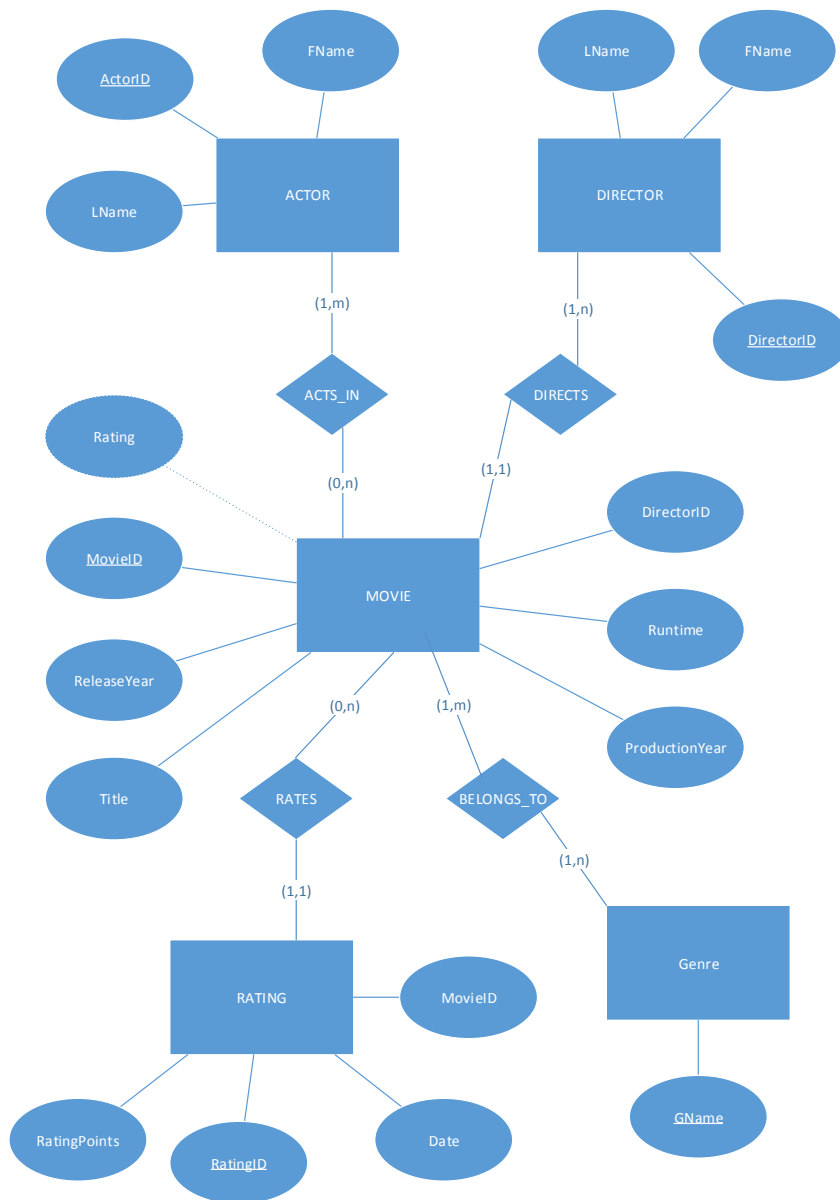 FName
LName
FName
ActorID
ACTOR
DIRECTOR
LName
(1,m)
(1,n)
DirectorID
ACTS_IN
DIRECTS
Rating
(1,1)
(0,n)
DirectorID
MovieID
MOVIE
Runtime
ReleaseYear
(0,n)
(1,m)
ProductionYear
Title
RATES
BELONGS_TO
(1,n)
(1,1)
Genre
RATING
MovieID
GName
RatingPoints
Date
RatingID